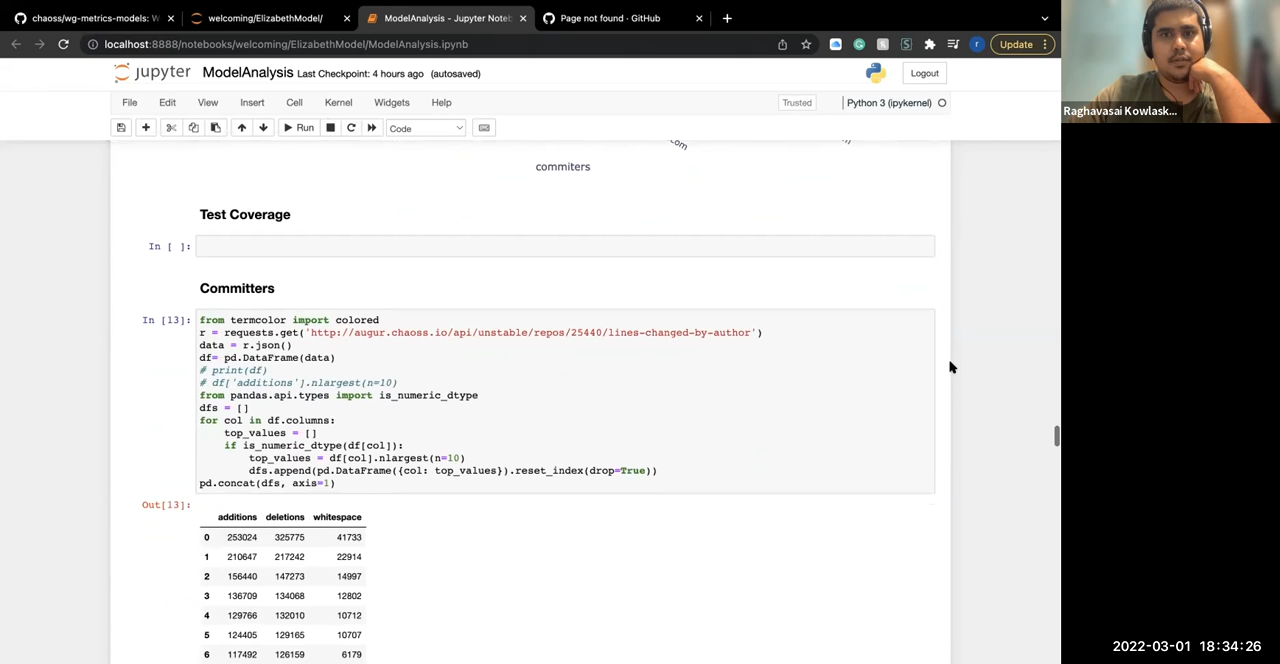 chaoss/wg-metrics-models: W
welcoming/ElizabethModel/
ModelAnalysis - Jupyter Noteb
Page not found · GitHub
localhost:8888/notebooks/welcoming/ElizabethModel/ModelAnalysis.ipynb
r
Update
jupyter ModelAnalysis Last Checkpoint: 4 hours ago (autosaved)
Logout
File Edit View Insert Cell Kernel Widgets Help
Trusted
Python 3 (ipykernel)
Run
Code
.com
commiters
Test Coverage
In [ ]:
Committers
In [13]:
from termcolor import colored
r = requests.get('http://augur.chaoss.io/api/unstable/repos/25440/lines-changed-by-author')
data = r.json()
df= pd.DataFrame(data)
# print(df)
# df['additions'].nlargest(n=10)
from pandas.api.types import is_numeric_dtype
dfs = []
for col in df.columns:
    top_values = []
    if is_numeric_dtype(df[col]):
        top_values = df[col].nlargest(n=10)
        dfs.append(pd.DataFrame({col: top_values}).reset_index(drop=True))
pd.concat(dfs, axis=1)
Out[13]:
additions deletions whitespace
0 253024 325775 41733
1 210647 217242 22914
2 156440 147273 14997
3 136709 134068 12802
4 129766 132010 10712
5 124405 129165 10707
6 117492 126159 6179
Raghavasai Kowlask...
2022-03-01 18:34:26